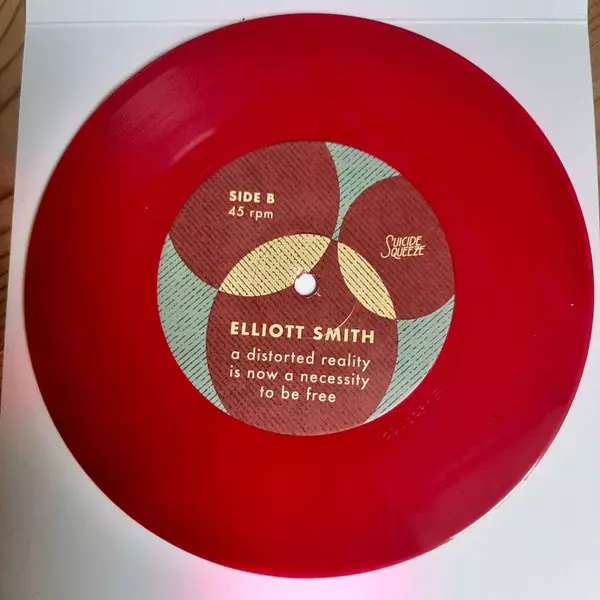 SIDE B
45 rpm
SUICIDE
SQUEEZE
ELLIOTT SMITH
a distorted reality
is now a necessity
to be free